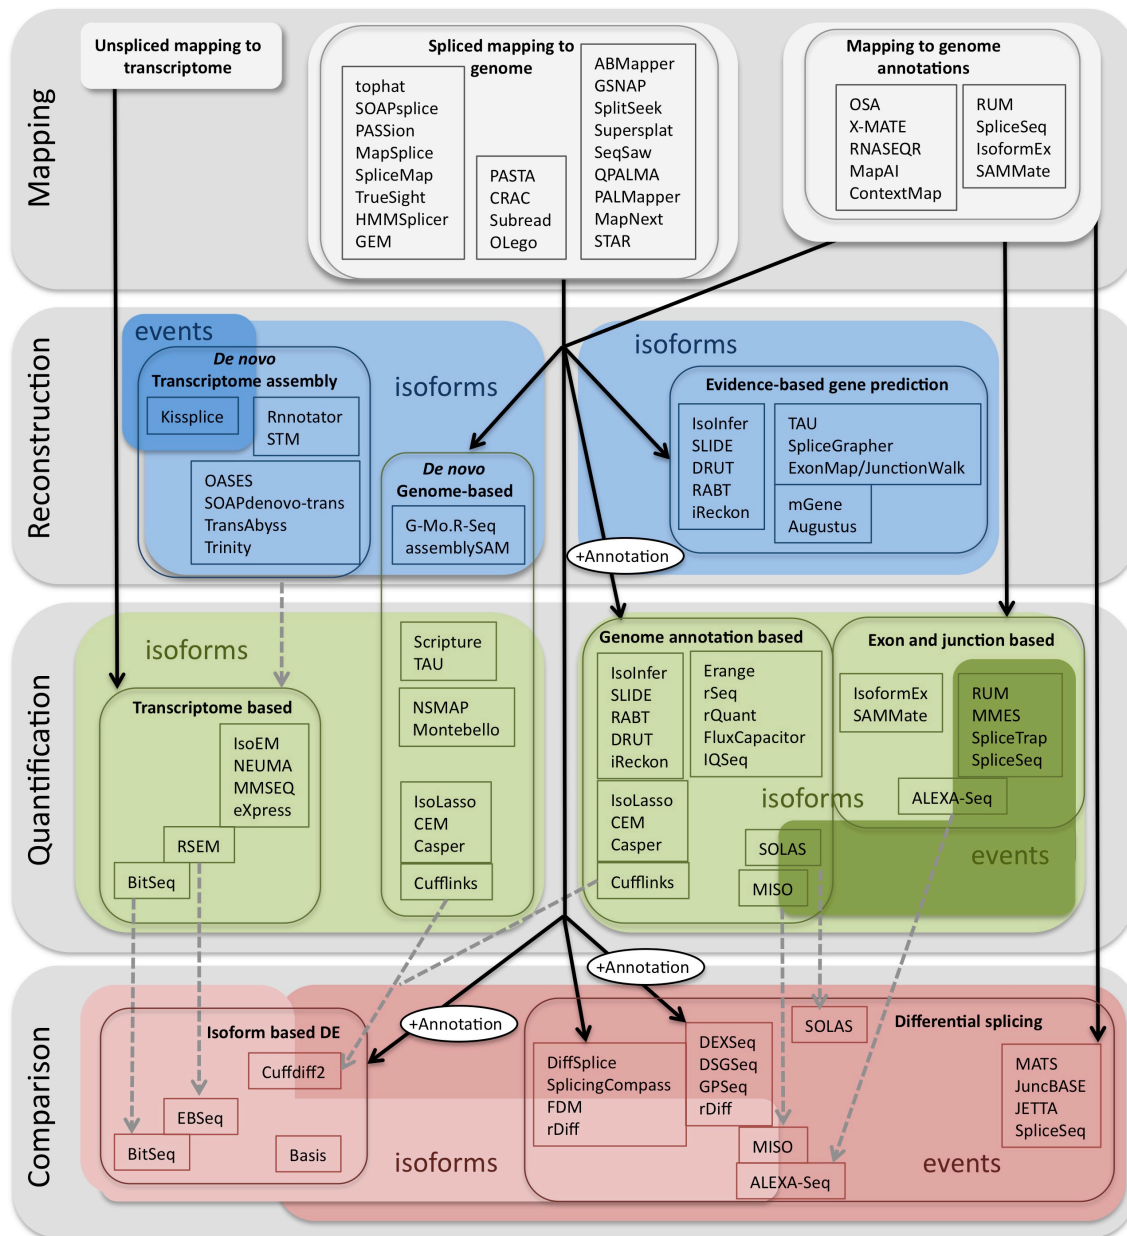 Mapping
Unspliced mapping to
transcriptome
Spliced mapping to
genome
tophat
SOAPsplice
PASSion
MapSplice
SpliceMap
TrueSight
HMMSplicer
GEM
PASTA
CRAC
Subread
OLego
ABMapper
GSNAP
SplitSeek
Supersplat
SeqSaw
QPALMA
PALMapper
MapNext
STAR
Mapping to genome
annotations
OSA
X-MATE
RNASEQR
MapAl
ContextMap
RUM
SpliceSeq
IsoformEx
SAMMate
Reconstruction
events
De novo
Transcriptome assembly
isoforms
Kissplice
Rnnotator
STM
OASES
SOAPdenovo-trans
TransAbyss
Trinity
De novo
Genome-based
G-Mo.R-Seq
assemblySAM
isoforms
Evidence-based gene prediction
IsoInfer
SLIDE
DRUT
RABT
iReckon
TAU
SpliceGrapher
ExonMap/JunctionWalk
mGene
Augustus
+Annotation
Quantification
isoforms
Transcriptome based
IsoEM
NEUMA
MMSEQ
eXpress
RSEM
BitSeq
Scripture
TAU
NSMAP
Montebello
IsoLasso
CEM
Casper
Cufflinks
Genome annotation based
IsoInfer
SLIDE
RABT
DRUT
iReckon
Erange
rSeq
rQuant
FluxCapacitor
IQSeq
IsoLasso
CEM
Casper
Cufflinks
isoforms
SOLAS
MISO
Exon and junction based
IsoformEx
SAMMate
RUM
MMES
SpliceTrap
SpliceSeq
ALEXA-Seq
events
Comparison
+Annotation
+Annotation
Isoform based DE
Cuffdiff2
EBSeq
BitSeq
Basis
isoforms
DiffSplice
SplicingCompass
FDM
rDiff
DEXSeq
DSGSeq
GPSeq
rDiff
SOLAS
Differential splicing
MATS
JuncBASE
JETTA
SpliceSeq
MISO
ALEXA-Seq
events